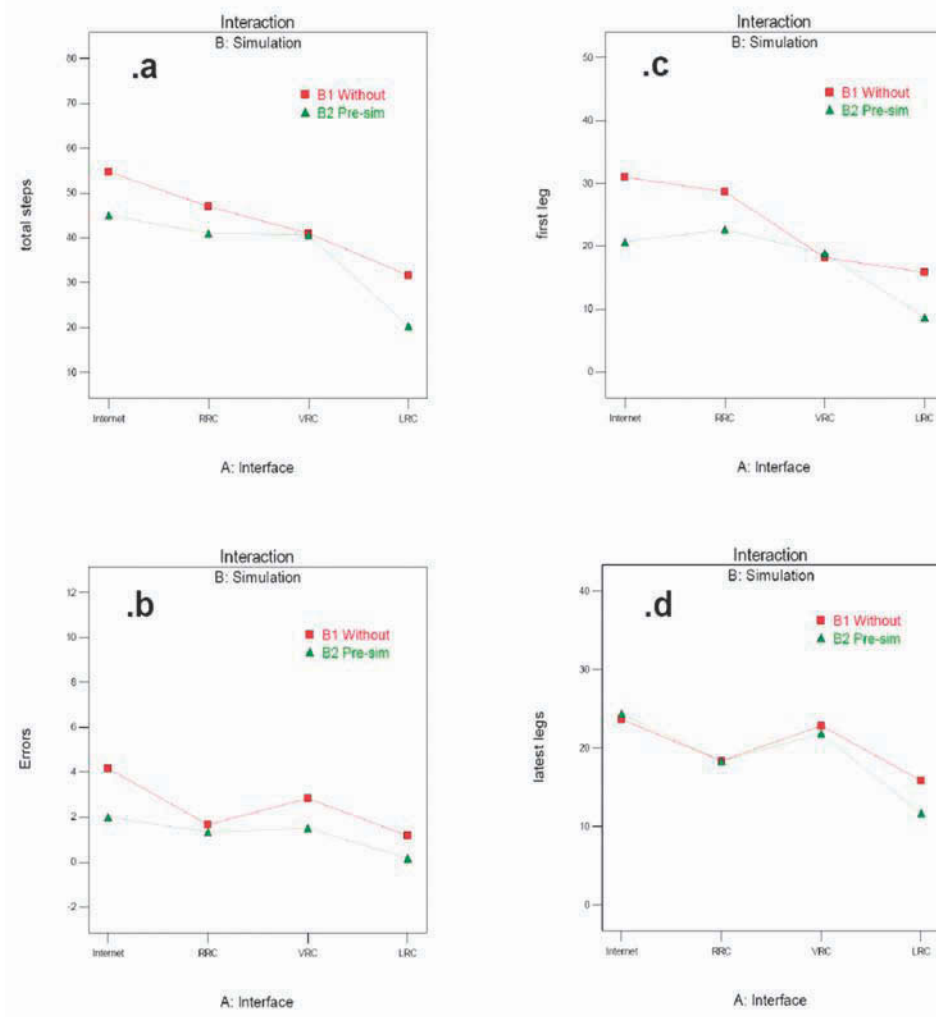 Interaction
B: Simulation
.a
80
70
60
50
40
30
20
10
B1 Without
B2 Pre-sim
total steps
Internet RRC VRC LRC
A: Interface
Interaction
B: Simulation
.c
50
40
30
20
10
0
B1 Without
B2 Pre-sim
first leg
Internet RRC VRC LRC
A: Interface
Interaction
B: Simulation
.b
12
10
8
6
4
2
0
-2
B1 Without
B2 Pre-sim
Errors
Internet RRC VRC LRC
A: Interface
Interaction
B: Simulation
.d
40
30
20
10
0
B1 Without
B2 Pre-sim
latest legs
Internet RRC VRC LRC
A: Interface